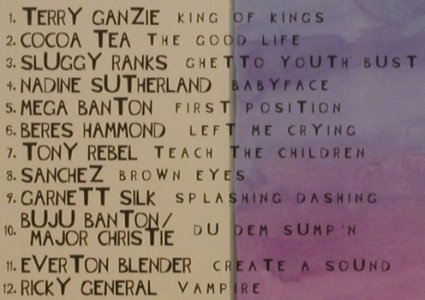 1. TERRY GANZIE KING OF KINGS
2. COCOA TEA THE GOOD LIFE
3. SLUGGY RANKS GHETTO YOUTH BUST
4. NADINE SUTHERLAND BABYFACE
5. MEGA BANTON FIRST POSITION
6. BERES HAMMOND LEFT ME CRYING
7. TONY REBEL TEACH THE CHILDREN
8. SANCHEZ BROWN EYES
9. GARNETT SILK SPLASHING DASHING
BUJU BANTON/
10. MAJOR CHRISTIE DU DEM SUMP'N
11. EVERTON BLENDER CREATE A SOUND
12. RICKY GENERAL VAMPIRE